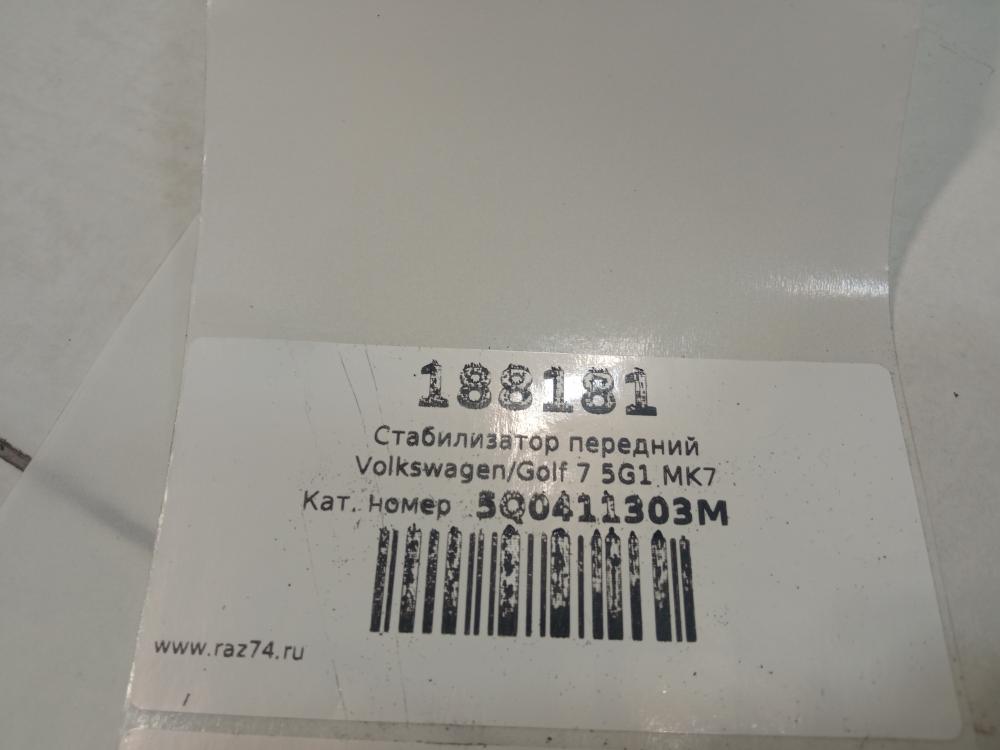 188181
Стабилизатор передний
Volkswagen/Golf 7 5G1 MK7
Кат. номер 5Q0411303M
www.raz74.ru